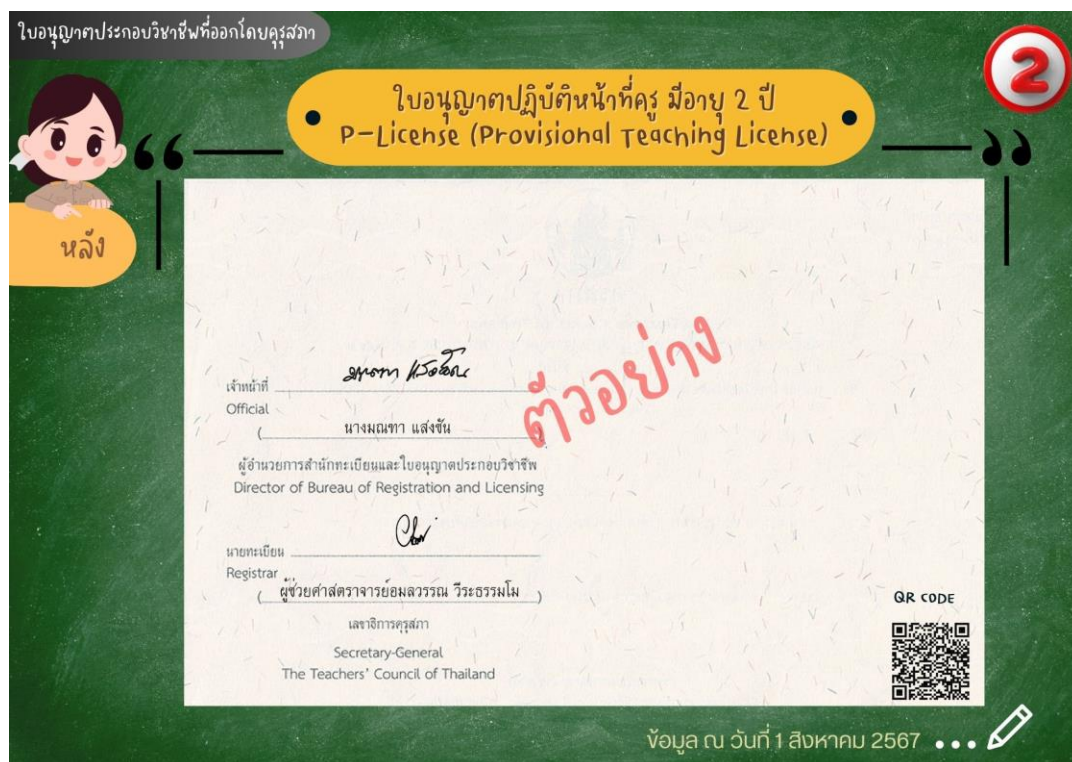 ใบอนุญาตประกอบวิชาชีพที่ออกโดยคุรุสภา
2
ใบอนุญาตปฏิบัติหน้าที่ครู มีอายุ 2 ปี
P-License (Provisional Teaching License)
หลัง
ตัวอย่าง
เจ้าหน้าที่
Official
( นางมณฑา แสงชัน )
ผู้อำนวยการสำนักทะเบียนและใบอนุญาตประกอบวิชาชีพ
Director of Bureau of Registration and Licensing
นายทะเบียน
Registrar
( ผู้ช่วยศาสตราจารย์อมลวรรณ วีระธรรมโม )
เลขาธิการคุรุสภา
Secretary-General
The Teachers' Council of Thailand
QR CODE
ข้อมูล ณ วันที่ 1 สิงหาคม 2567